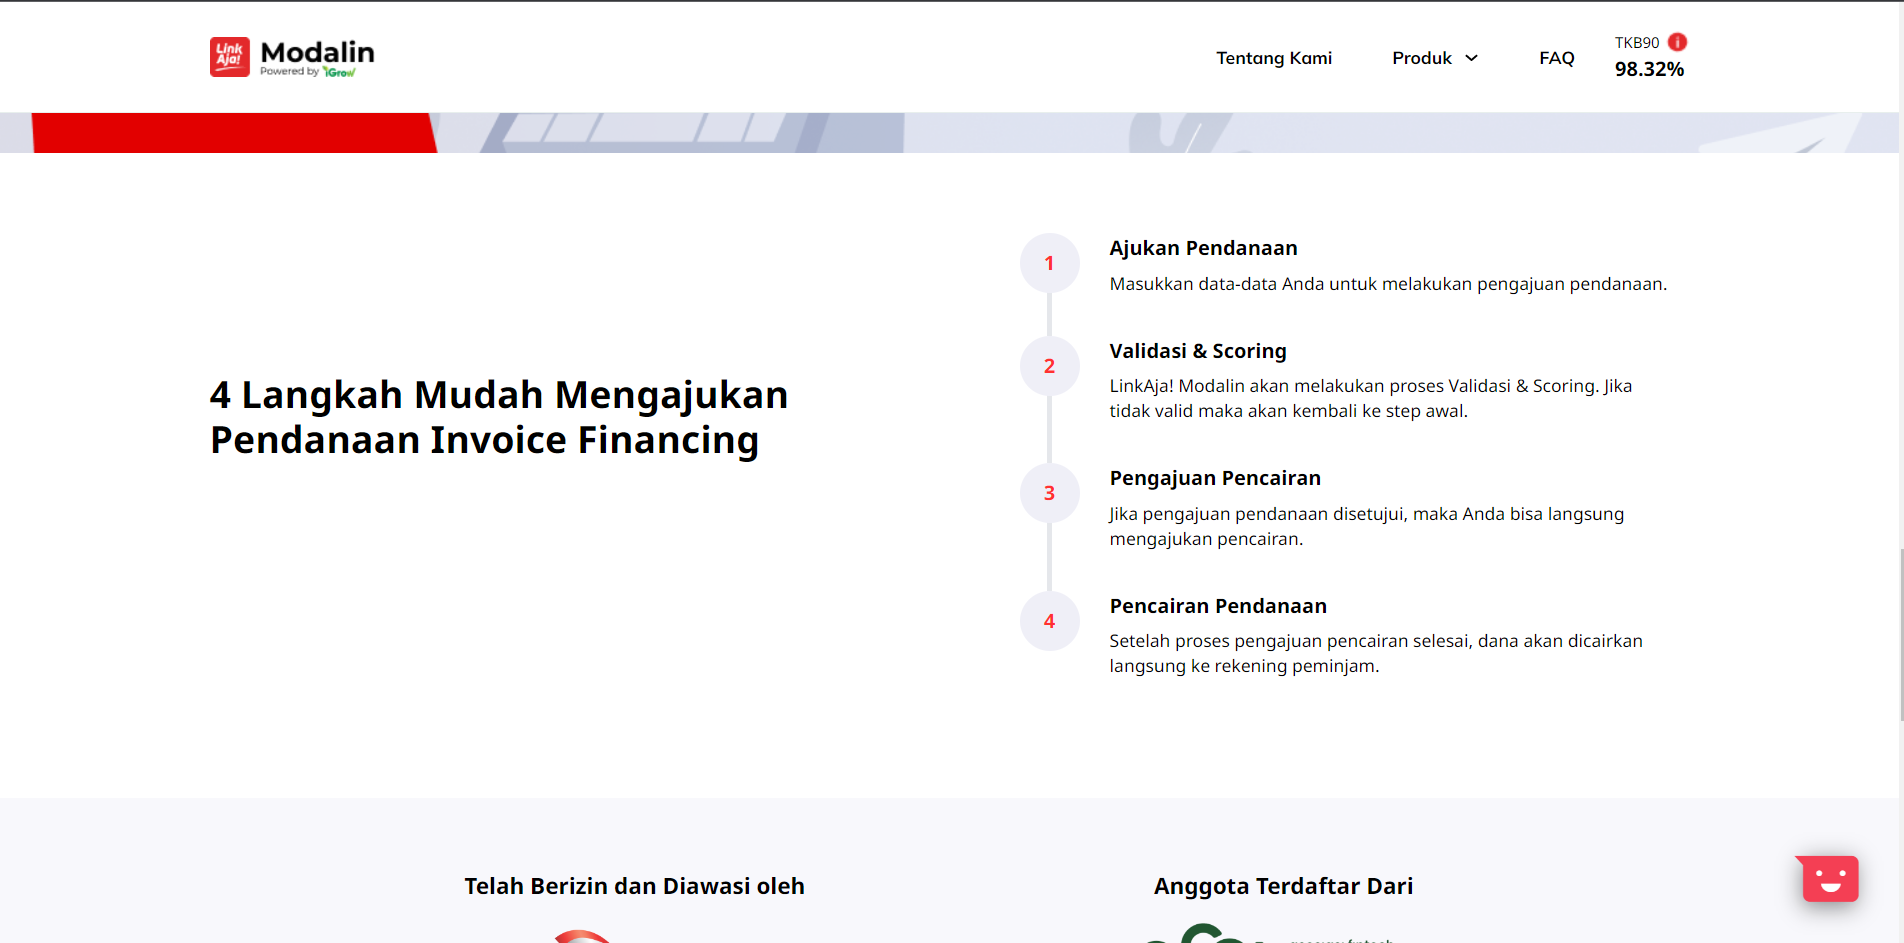 Link
Aja!
Modalin
Powered by iGrow
Tentang Kami
Produk
FAQ
TKB90
98.32%
4 Langkah Mudah Mengajukan
Pendanaan Invoice Financing
1
Ajukan Pendanaan
Masukkan data-data Anda untuk melakukan pengajuan pendanaan.
2
Validasi & Scoring
LinkAja! Modalin akan melakukan proses Validasi & Scoring. Jika
tidak valid maka akan kembali ke step awal.
3
Pengajuan Pencairan
Jika pengajuan pendanaan disetujui, maka Anda bisa langsung
mengajukan pencairan.
4
Pencairan Pendanaan
Setelah proses pengajuan pencairan selesai, dana akan dicairkan
langsung ke rekening peminjam.
Telah Berizin dan Diawasi oleh
Anggota Terdaftar Dari